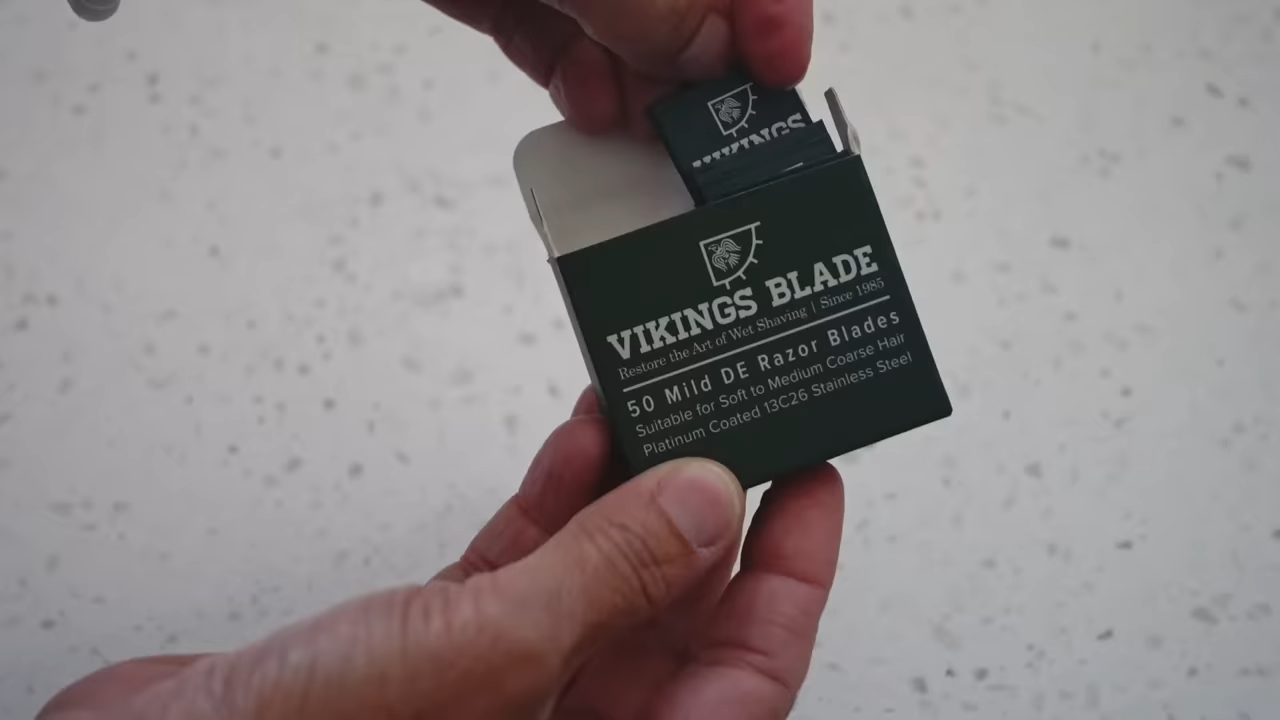 VIKINGS
VIKINGS BLADE
Restore the Art of Wet Shaving | Since 1985
50 Mild DE Razor Blades
Suitable for Soft to Medium Coarse Hair
Platinum Coated 13C26 Stainless Steel